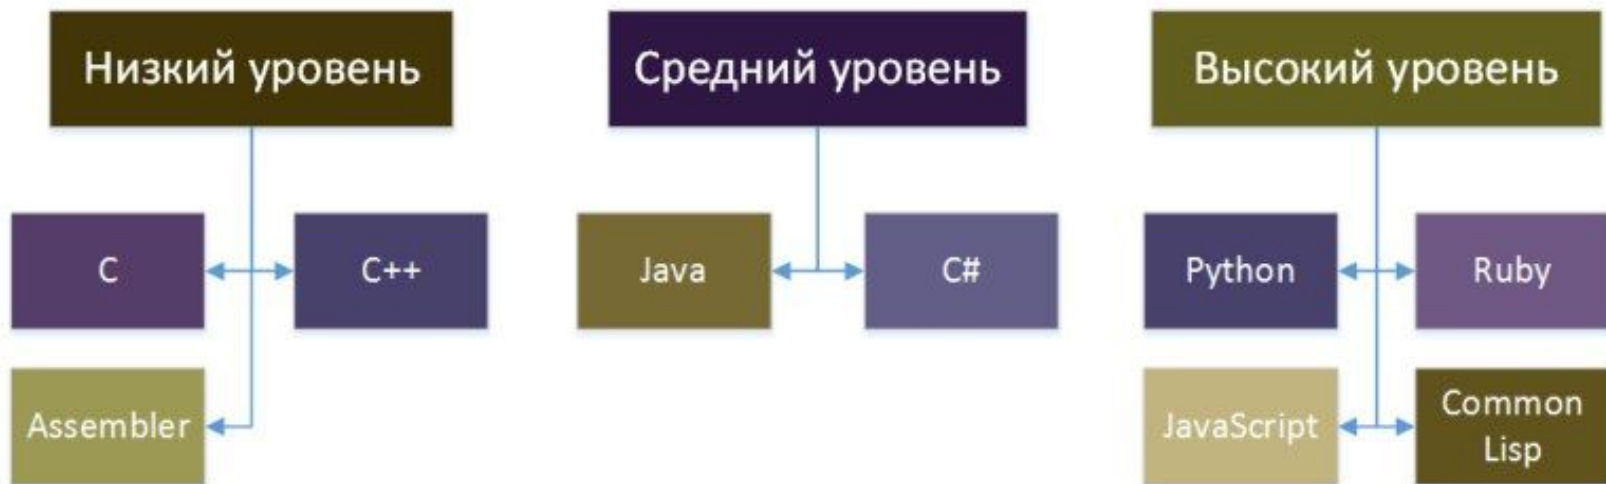 Низкий уровень
Средний уровень
Высокий уровень
C
C++
Java
C#
Python
Ruby
Assembler
JavaScript
Common
Lisp